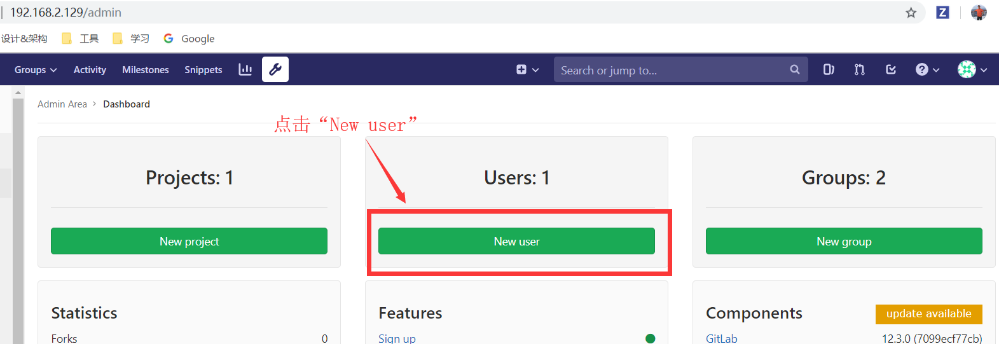 192.168.2.129/admin
Z
设计&架构 工具 学习 Google
Groups Activity Milestones Snippets Search or jump to...
Admin Area > Dashboard
点击“New user”
Projects: 1
Users: 1
Groups: 2
New project
New user
New group
Statistics
Forks 0
Features
Sign up
Components update available
GitLab 12.3.0 (7099ecf77cb)